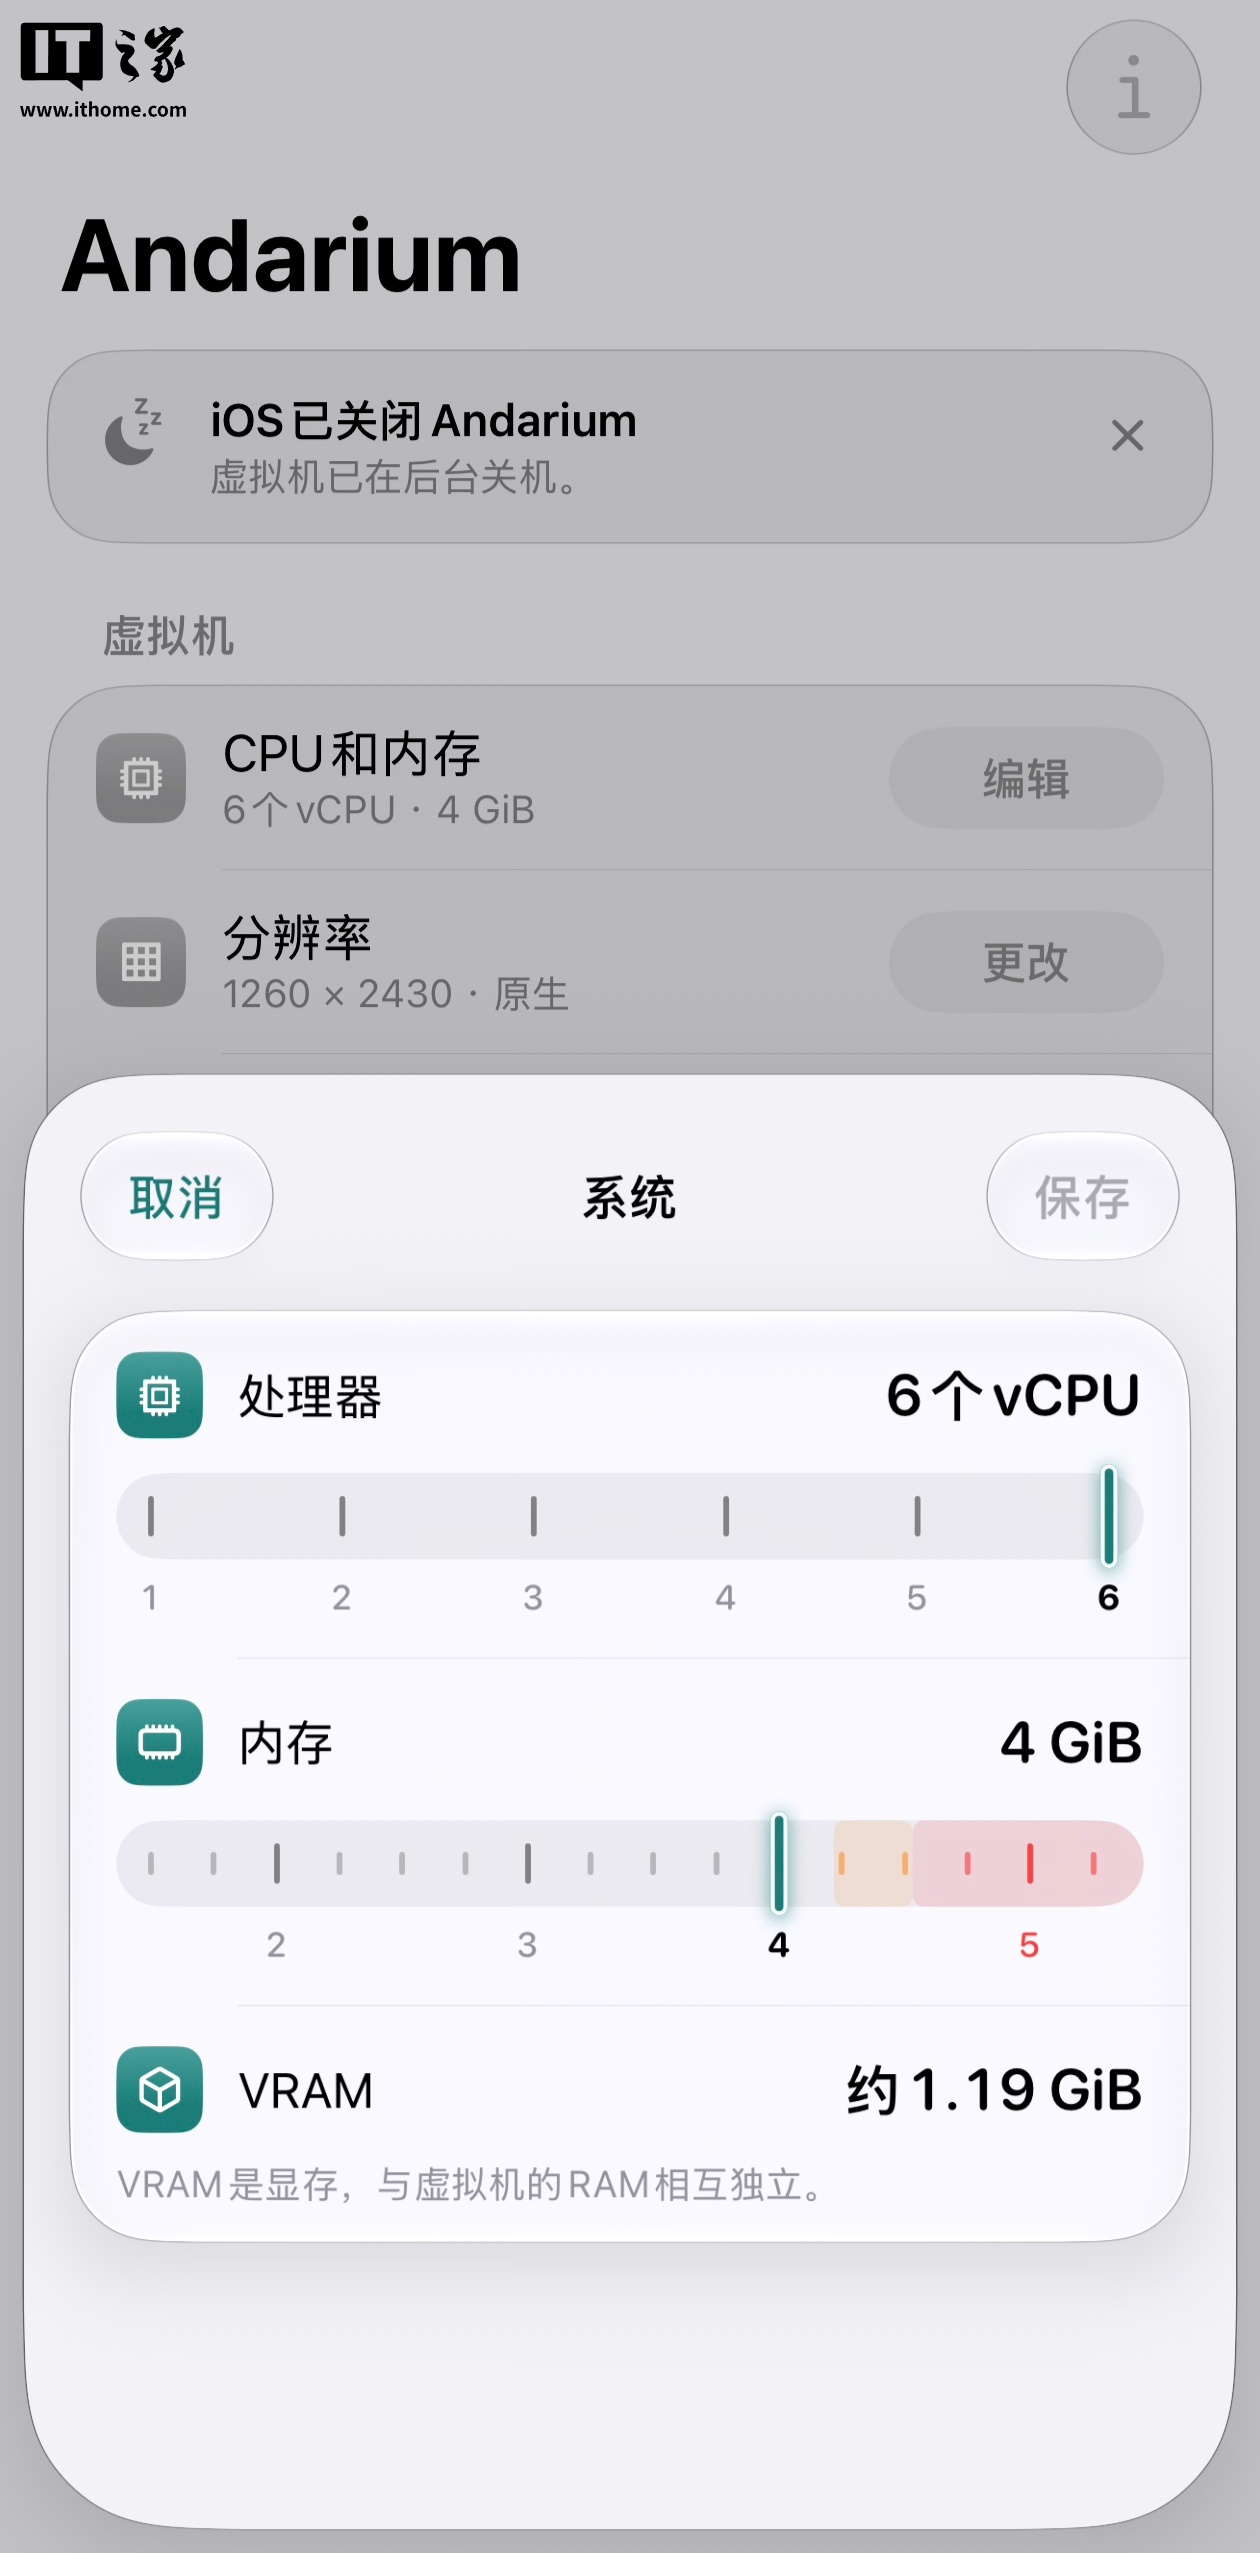 IT之家
www.ithome.com
i
Andarium
zzz
iOS已关闭Andarium
虚拟机已在后台关机。
虚拟机
CPU和内存
6个vCPU · 4 GiB
编辑
分辨率
1260 × 2430 · 原生
更改
取消
系统
保存
处理器
6个vCPU
1 2 3 4 5 6
内存
4 GiB
2 3 4 5
VRAM
约1.19 GiB
VRAM是显存，与虚拟机的RAM相互独立。